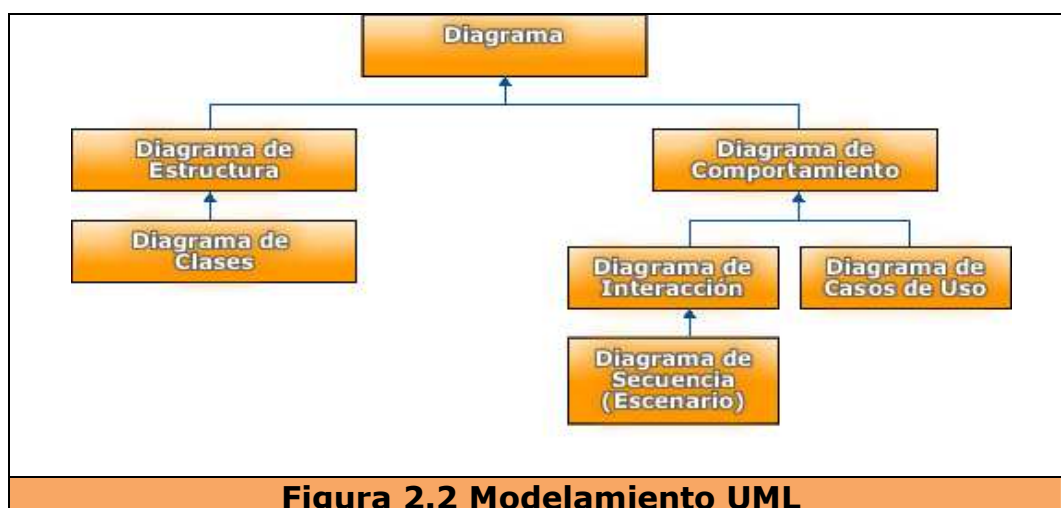 Diagrama
Diagrama de
Estructura
Diagrama de
Comportamiento
Diagrama de
Clases
Diagrama de
Interacción
Diagrama de
Casos de Uso
Diagrama de
Secuencia
(Escenario)
Figura 2.2 Modelamiento UML